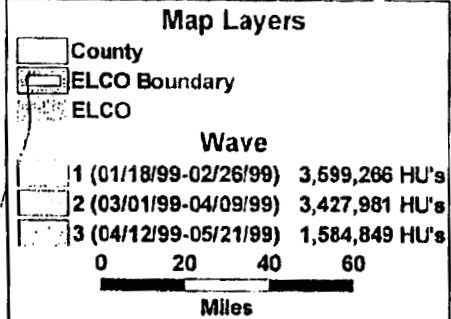 Map Layers
County
ELCO Boundary
ELCO
Wave
1 (01/18/99-02/26/99) 3,599,266 HU's
2 (03/01/99-04/09/99) 3,427,981 HU's
3 (04/12/99-05/21/99) 1,584,849 HU's
0 20 40 60
Miles